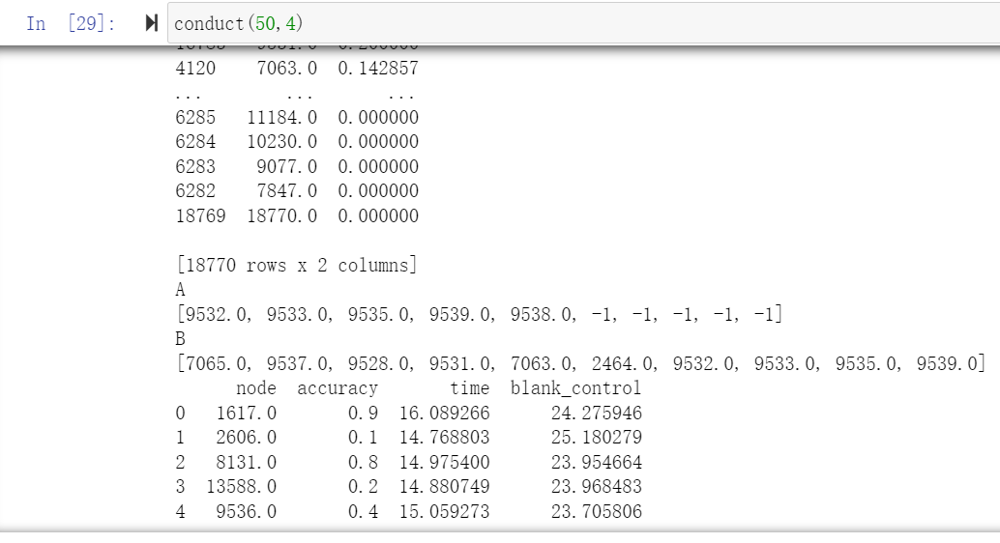 In [29]: conduct(50,4)
4120 7063.0 0.142857
... ... ...
6285 11184.0 0.000000
6284 10230.0 0.000000
6283 9077.0 0.000000
6282 7847.0 0.000000
18769 18770.0 0.000000
[18770 rows x 2 columns]
A
[9532.0, 9533.0, 9535.0, 9539.0, 9538.0, -1, -1, -1, -1, -1]
B
[7065.0, 9537.0, 9528.0, 9531.0, 7063.0, 2464.0, 9532.0, 9533.0, 9535.0, 9539.0]
node accuracy time blank_control
0 1617.0 0.9 16.089266 24.275946
1 2606.0 0.1 14.768803 25.180279
2 8131.0 0.8 14.975400 23.954664
3 13588.0 0.2 14.880749 23.968483
4 9536.0 0.4 15.059273 23.705806